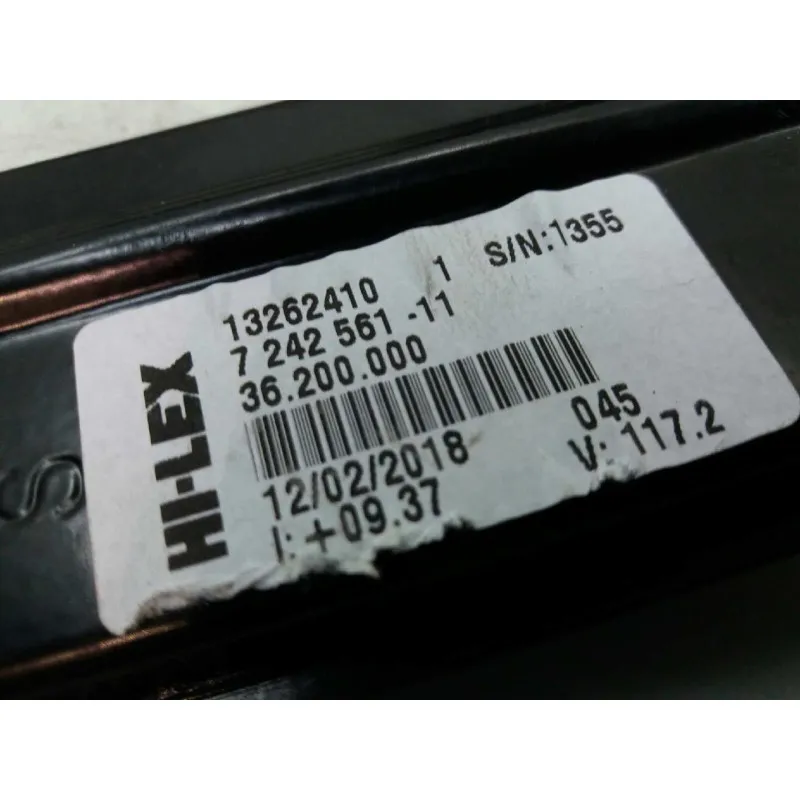 HI-LEX
13262410 1 S/N:1355
7 242 561 -11
36.200.000
12/02/2018 045
I: +09.37 V: 117.2
S